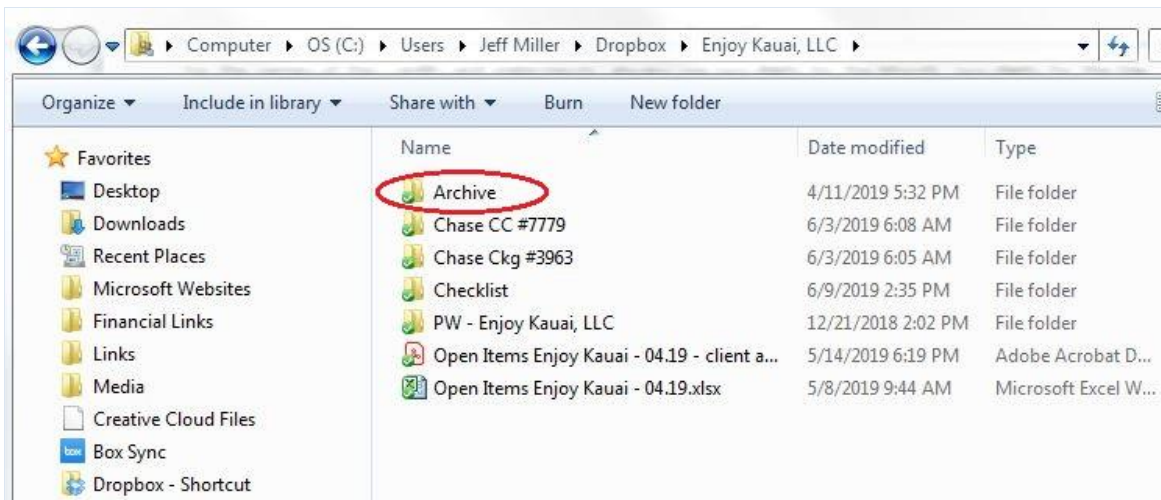 Computer ▸ OS (C:) ▸ Users ▸ Jeff Miller ▸ Dropbox ▸ Enjoy Kauai, LLC ▸
Organize Include in library Share with Burn New folder
Favorites
Desktop
Downloads
Recent Places
Microsoft Websites
Financial Links
Links
Media
Creative Cloud Files
box Box Sync
Dropbox - Shortcut
Name Date modified Type
Archive 4/11/2019 5:32 PM File folder
Chase CC #7779 6/3/2019 6:08 AM File folder
Chase Ckg #3963 6/3/2019 6:05 AM File folder
Checklist 6/9/2019 2:35 PM File folder
PW - Enjoy Kauai, LLC 12/21/2018 2:02 PM File folder
Open Items Enjoy Kauai - 04.19 - client a... 5/14/2019 6:19 PM Adobe Acrobat D...
Open Items Enjoy Kauai - 04.19.xlsx 5/8/2019 9:44 AM Microsoft Excel W...